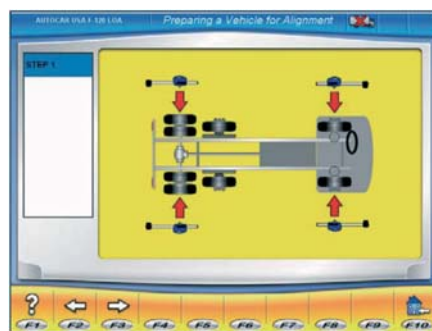 AUTOCAR USA F-120 LOA
Preparing a Vehicle for Alignment
STEP 1
?
F1 F2 F3 F4 F5 F6 F7 F8 F9 F10